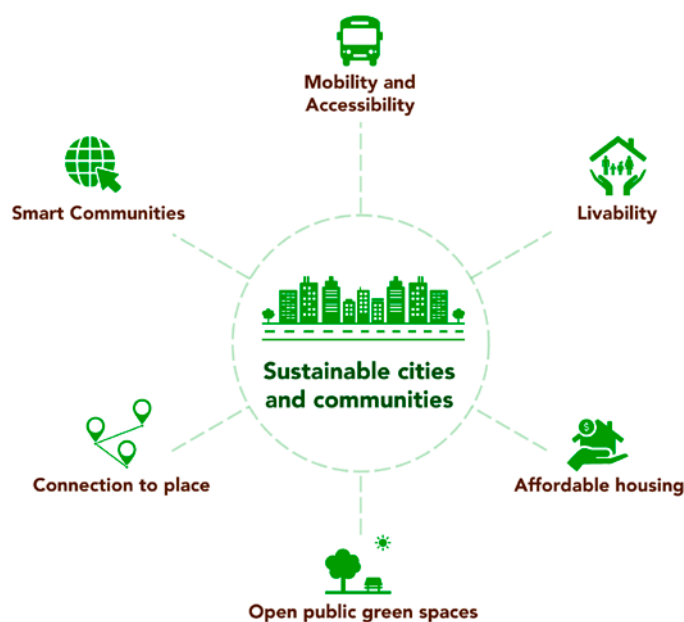 Mobility and
Accessibility
Smart Communities
Livability
Sustainable cities
and communities
Connection to place
$
Affordable housing
Open public green spaces